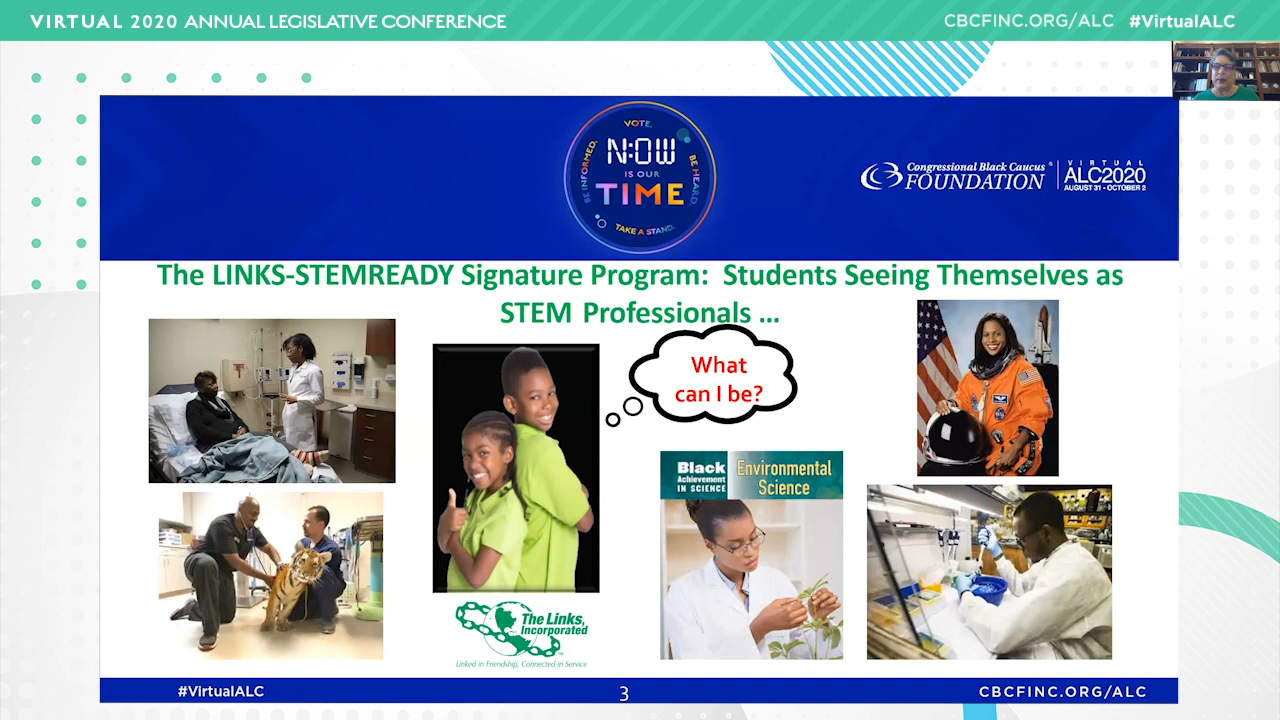 VIRTUAL 2020 ANNUAL LEGISLATIVE CONFERENCE
CBCFINC.ORG/ALC #VirtualALC
VOTE.
BE INFORMED.
BE HEARD.
N:OW
IS OUR
TIME
TAKE A STAND.
Congressional Black Caucus
FOUNDATION
VIRTUAL
ALC2020
AUGUST 31 - OCTOBER 2
The LINKS-STEMREADY Signature Program: Students Seeing Themselves as
STEM Professionals ...
What
can I be?
Black
Achievement
IN SCIENCE
Environmental
Science
The Links,
Incorporated
Linked in Friendship, Connected in Service
#VirtualALC
3
CBCFINC.ORG/ALC